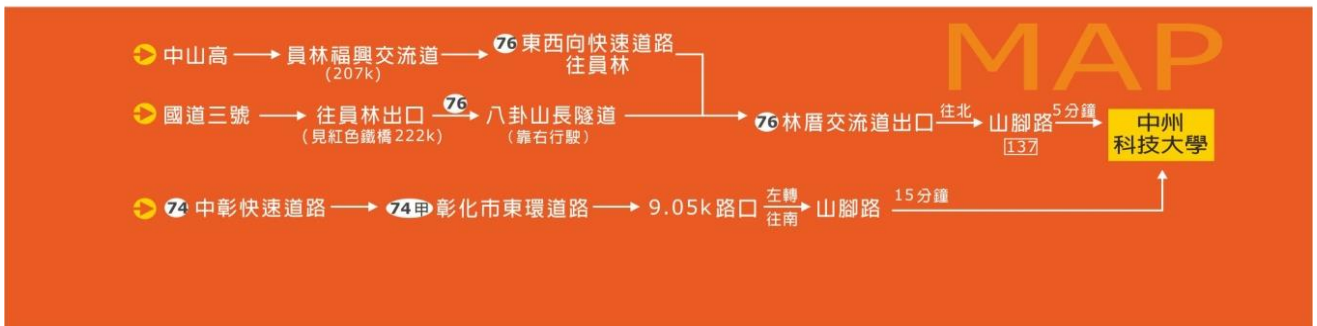 MAP
中山高
員林福興交流道
(207k)
76 東西向快速道路
往員林
國道三號
往員林出口
(見紅色鐵橋222k)
76
八卦山長隧道
(靠右行駛)
76 林厝交流道出口
往北
山腳路
137
5分鐘
中州
科技大學
74 中彰快速道路
74甲 彰化市東環道路
9.05k路口
左轉
往南
山腳路
15分鐘